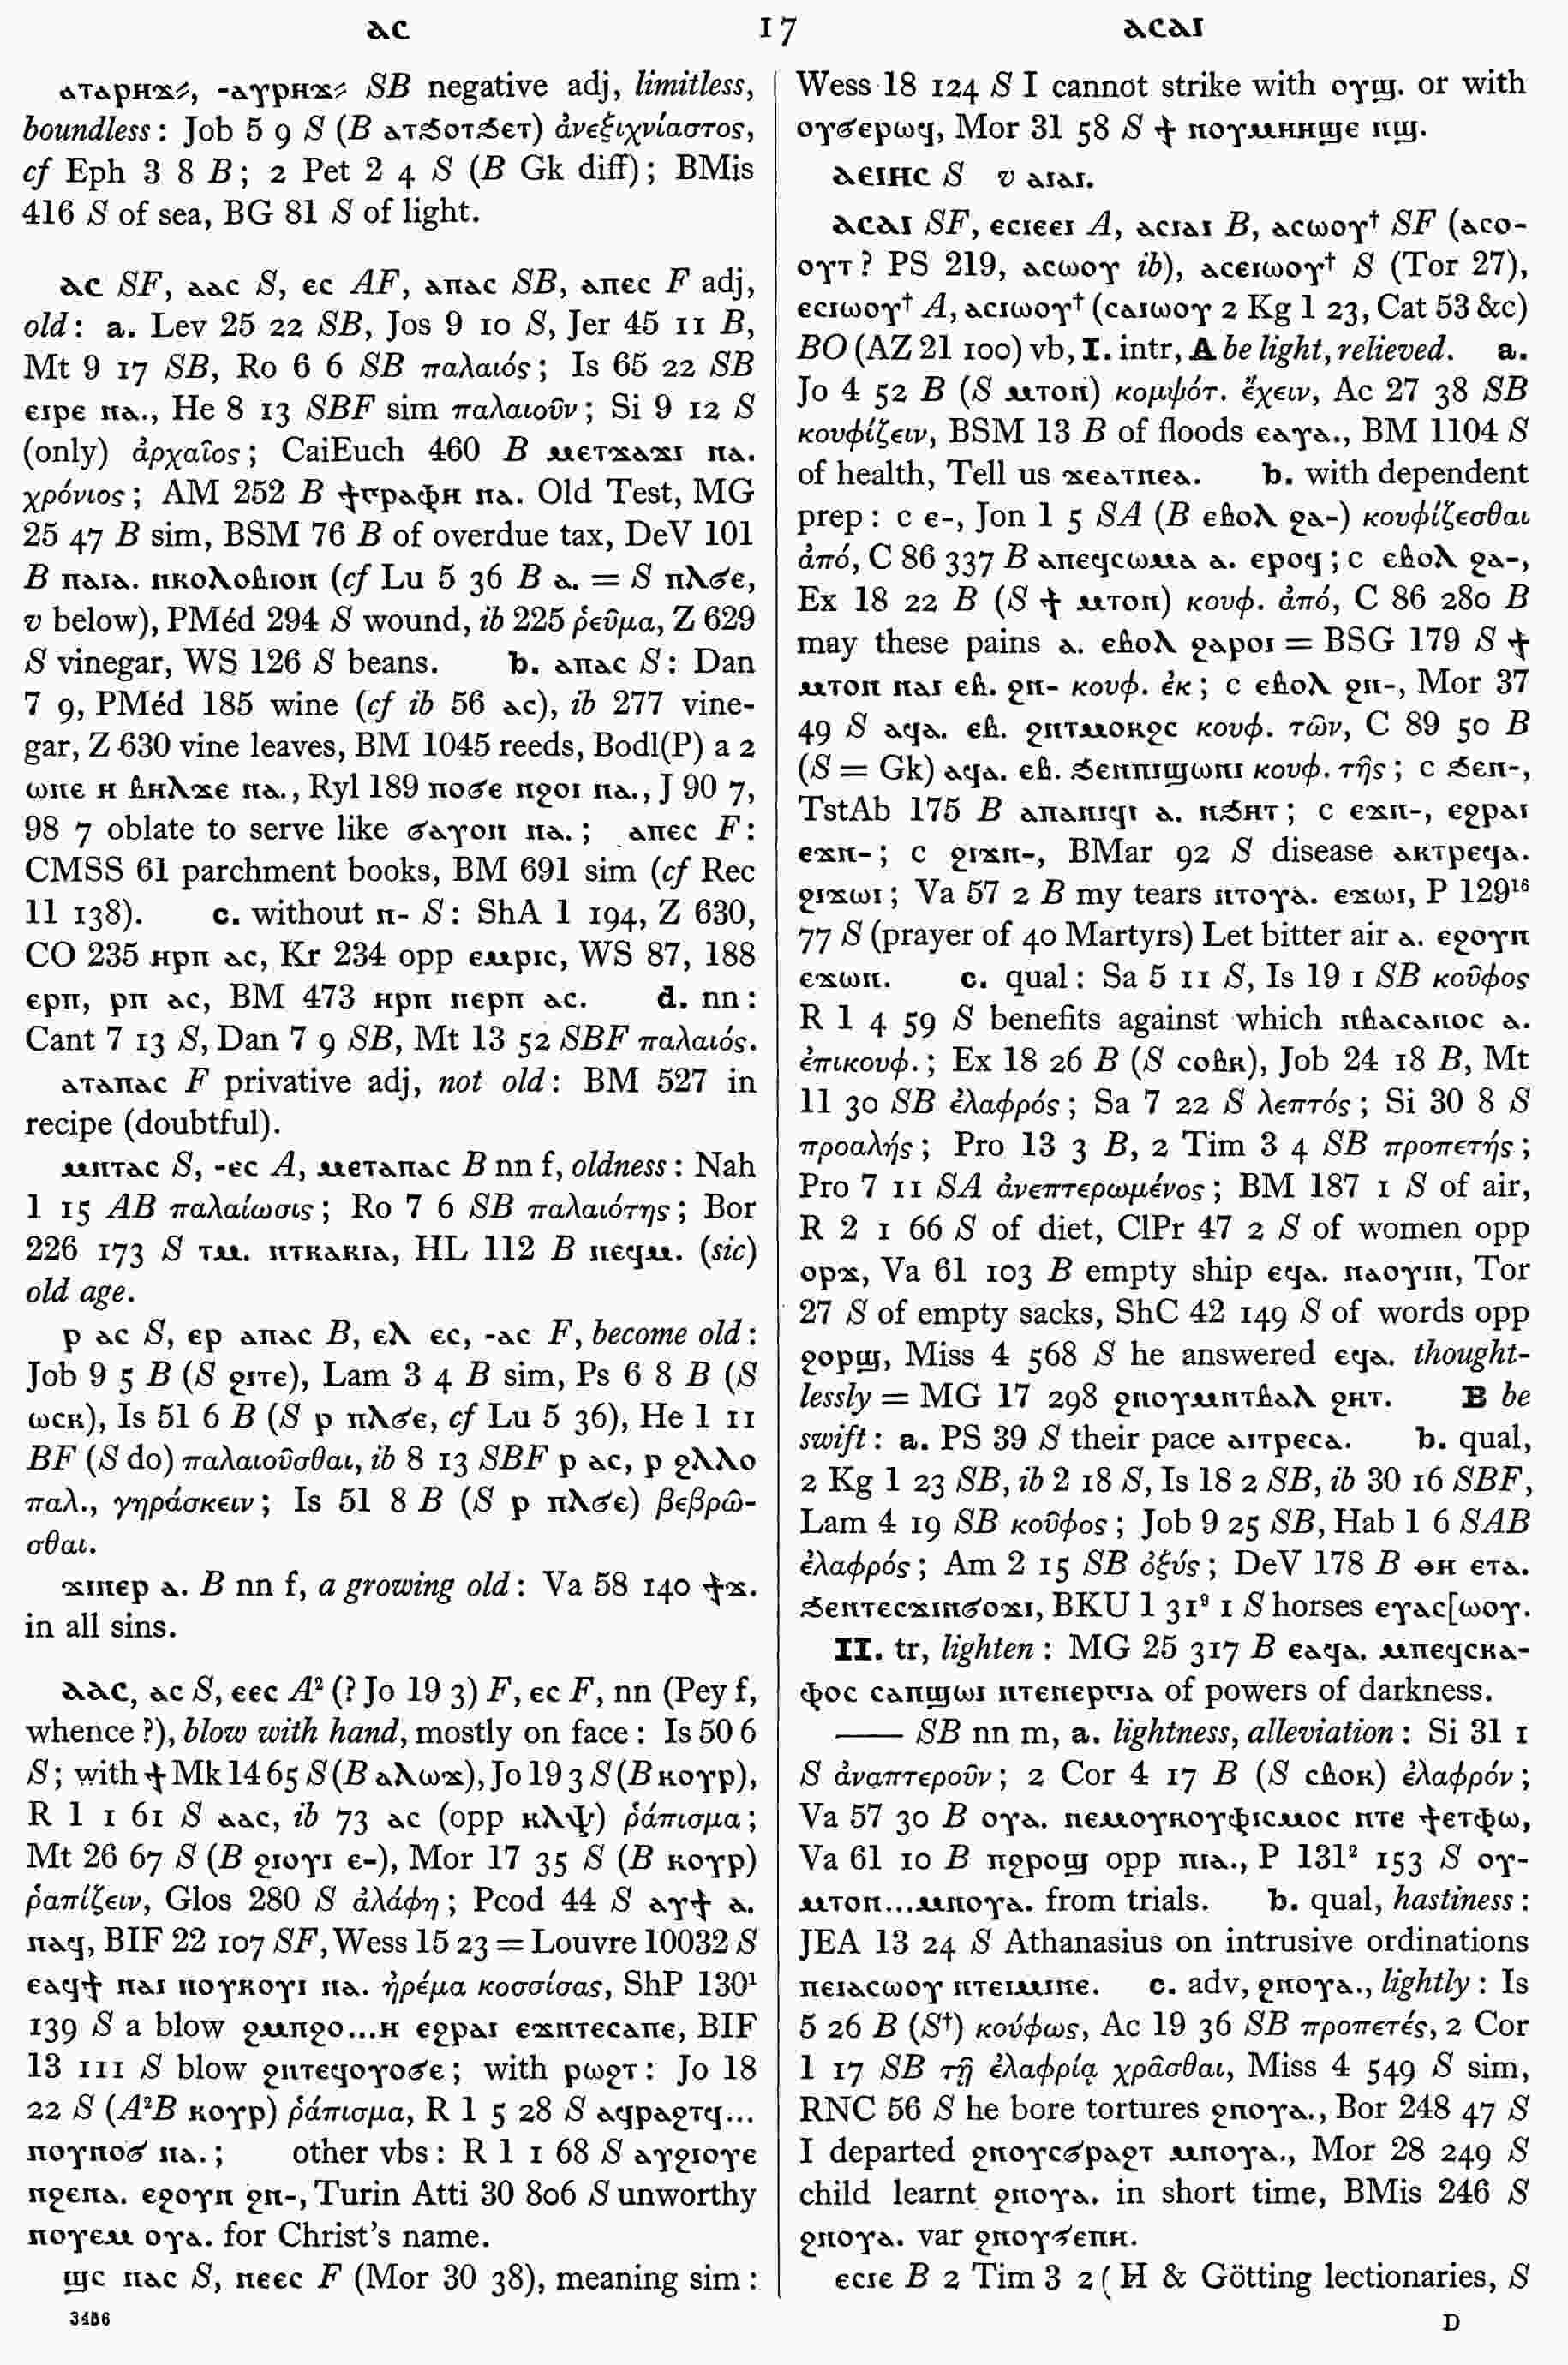 ⲁⲥ 17 ⲁⲥⲁⲓ
ⲁⲧⲁⲣⲏϫ⸗, -ⲁⲩⲣⲏϫ⸗ SB negative adj, limitless,
boundless: Job 5 9 S (B ⲁⲧϧⲟⲧϧⲉⲧ) ἀνεξιχνίαστος,
cf Eph 3 8 B; 2 Pet 2 4 S (B Gk diff); BMis
416 S of sea, BG 81 S of light.
ⲁⲥ SF, ⲁⲁⲥ S, ⲉⲥ AF, ⲁⲡⲁⲥ SB, ⲁⲡⲉⲥ F adj,
old: a. Lev 25 22 SB, Jos 9 10 S, Jer 45 11 B,
Mt 9 17 SB, Ro 6 6 SB παλαιός; Is 65 22 SB
ⲉⲓⲣⲉ ⲛⲁ., He 8 13 SBF sim παλαιοῦν; Si 9 12 S
(only) ἀρχαῖος; CaiEuch 460 B ⲙⲉⲧϫⲁϫⲓ ⲛⲁ.
χρόνιος; AM 252 B ϯⲅⲣⲁⲫⲏ ⲛⲁ. Old Test, MG
25 47 B sim, BSM 76 B of overdue tax, DeV 101
B ⲡⲁⲓⲁ. ⲛⲕⲟⲗⲟⲃⲓⲟⲛ (cf Lu 5 36 B ⲁ. = S ⲡⲗϭⲉ,
v below), PMéd 294 S wound, ib 225 ῥεῦμα, Z 629
S vinegar, WS 126 S beans. b. ⲁⲡⲁⲥ S: Dan
7 9, PMéd 185 wine (cf ib 56 ⲁⲥ), ib 277 vine-
gar, Z 630 vine leaves, BM 1045 reeds, Bodl(P) a 2
ⲱⲡⲉ ⲏ ⲃⲏⲗϫⲉ ⲛⲁ., Ryl 189 ⲡⲟϭⲉ ⲛϩⲟⲓ ⲛⲁ., J 90 7,
98 7 oblate to serve like ϭⲁⲩⲟⲛ ⲛⲁ.; ⲁⲡⲉⲥ F:
CMSS 61 parchment books, BM 691 sim (cf Rec
11 138). c. without ⲛ- S: ShA 1 194, Z 630,
CO 235 ⲏⲣⲡ ⲁⲥ, Kr 234 opp ⲉⲙⲣⲓⲥ, WS 87, 188
ⲉⲣⲡ, ⲣⲡ ⲁⲥ, BM 473 ⲏⲣⲡ ⲛⲉⲣⲡ ⲁⲥ. d. nn:
Cant 7 13 S, Dan 7 9 SB, Mt 13 52 SBF παλαιός.
ⲁⲧⲁⲡⲁⲥ F privative adj, not old: BM 527 in
recipe (doubtful).
ⲙⲛⲧⲁⲥ S, -ⲉⲥ A, ⲙⲉⲧⲁⲡⲁⲥ B nn f, oldness: Nah
1 15 AB παλαίωσις; Ro 7 6 SB παλαιότης; Bor
226 173 S ⲧⲙ. ⲛⲧⲕⲁⲕⲓⲁ, HL 112 B ⲡⲉϥⲙ. (sic)
old age.
ⲣ ⲁⲥ S, ⲉⲣ ⲁⲡⲁⲥ B, ⲉⲗ ⲉⲥ, -ⲁⲥ F, become old:
Job 9 5 B (S ϩⲓⲧⲉ), Lam 3 4 B sim, Ps 6 8 B (S
ⲱⲥⲕ), Is 51 6 B (S ⲣ ⲡⲗϭⲉ, cf Lu 5 36), He 1 11
BF (S do) παλαιοῦσθαι, ib 8 13 SBF ⲣ ⲁⲥ, ⲣ ϩⲗⲗⲟ
παλ., γηράσκειν; Is 51 8 B (S ⲣ ⲡⲗϭⲉ) βεβρῶ-
σθαι.
ϫⲓⲛⲉⲣ ⲁ. B nn f, a growing old: Va 58 140 ϯϫ.
in all sins.
ⲁⲁⲥ, ⲁⲥ S, ⲉⲉⲥ A² (? Jo 19 3) F, ⲉⲥ F, nn (Pey f,
whence ?), blow with hand, mostly on face: Is 50 6
S; with ϯ Mk 14 65 S (B ⲁⲗⲱϫ), Jo 19 3 S (B ⲕⲟⲩⲣ),
R 1 1 61 S ⲁⲁⲥ, ib 73 ⲁⲥ (opp ⲕⲗⲯ) ῥάπισμα;
Mt 26 67 S (B ϩⲓⲟⲩⲓ ⲉ-), Mor 17 35 S (B ⲕⲟⲩⲣ)
ῥαπίζειν, Glos 280 S ἀλάφη; Pcod 44 S ⲁⲩϯ ⲁ.
ⲛⲁϥ, BIF 22 107 SF, Wess 15 23 = Louvre 10032 S
ⲉⲁϥϯ ⲛⲁⲓ ⲛⲟⲩⲕⲟⲩⲓ ⲛⲁ. ἠρέμα κοσσίσας, ShP 130¹
139 S a blow ϩⲙⲡϩⲟ...ⲏ ⲉϩⲣⲁⲓ ⲉϫⲛⲧⲉⲥⲁⲡⲉ, BIF
13 111 S blow ϩⲛⲧⲉϥⲟⲩⲟϭⲉ; with ⲣⲱϩⲧ: Jo 18
22 S (A²B ⲕⲟⲩⲣ) ῥάπισμα, R 1 5 28 S ⲁϥⲣⲁϩⲧϥ...
ⲛⲟⲩⲛⲟϭ ⲛⲁ.; other vbs: R 1 1 68 S ⲁⲩϩⲓⲟⲩⲉ
ⲛϩⲉⲛⲁ. ⲉϩⲟⲩⲛ ϩⲛ-, Turin Atti 30 806 S unworthy
ⲛⲟⲩⲉⲙ ⲟⲩⲁ. for Christ's name.
ϣⲥ ⲛⲁⲥ S, ⲛⲉⲉⲥ F (Mor 30 38), meaning sim:
3456
Wess 18 124 S I cannot strike with ⲟⲩϣ. or with
ⲟⲩϭⲉⲣⲱϥ, Mor 31 58 S ϯ ⲛⲟⲩⲙⲏⲏϣⲉ ⲛϣ.
ⲁⲉⲓⲏⲥ S v ⲁⲓⲁⲓ.
ⲁⲥⲁⲓ SF, ⲉⲥⲓⲉⲉⲓ A, ⲁⲥⲓⲁⲓ B, ⲁⲥⲱⲟⲩ† SF (ⲁⲥⲟ-
ⲟⲩⲧ? PS 219, ⲁⲥⲱⲟⲩ ib), ⲁⲥⲉⲓⲱⲟⲩ† S (Tor 27),
ⲉⲥⲓⲱⲟⲩ† A, ⲁⲥⲓⲱⲟⲩ† (ⲥⲁⲓⲱⲟⲩ 2 Kg 1 23, Cat 53 &c)
BO (AZ 21 100) vb, I. intr, A be light, relieved. a.
Jo 4 52 B (S ⲙⲧⲟⲛ) κομψότ. ἔχειν, Ac 27 38 SB
κουφίζειν, BSM 13 B of floods ⲉⲁⲩⲁ., BM 1104 S
of health, Tell us ϫⲉⲁⲧⲡⲉⲁ. b. with dependent
prep: c ⲉ-, Jon 1 5 SA (B ⲉⲃⲟⲗ ϩⲁ-) κουφίζεσθαι
ἀπό, C 86 337 B ⲁⲡⲉϥⲥⲱⲙⲁ ⲁ. ⲉⲣⲟϥ; c ⲉⲃⲟⲗ ϩⲁ-,
Ex 18 22 B (S ϯ ⲙⲧⲟⲛ) κουφ. ἀπό, C 86 280 B
may these pains ⲁ. ⲉⲃⲟⲗ ϩⲁⲣⲟⲓ = BSG 179 S ϯ
ⲙⲧⲟⲛ ⲛⲁⲓ ⲉⲃ. ϩⲛ- κουφ. ἐκ; c ⲉⲃⲟⲗ ϩⲛ-, Mor 37
49 S ⲁϥⲁ. ⲉⲃ. ϩⲛⲧⲙⲟⲕϩⲥ κουφ. τῶν, C 89 50 B
(S = Gk) ⲁϥⲁ. ⲉⲃ. ϧⲉⲛⲡⲓϣⲱⲛⲓ κουφ. τῆς; c ϧⲉⲛ-,
TstAb 175 B ⲁⲡⲁⲛⲓϥⲓ ⲁ. ⲛϧⲏⲧ; c ⲉϫⲛ-, ⲉϩⲣⲁⲓ
ⲉϫⲛ-; c ϩⲓϫⲛ-, BMar 92 S disease ⲁⲕⲧⲣⲉϥⲁ.
ϩⲓϫⲱⲓ; Va 57 2 B my tears ⲛⲧⲟⲩⲁ. ⲉϫⲱⲓ, P 129¹⁶
77 S (prayer of 40 Martyrs) Let bitter air ⲁ. ⲉϩⲟⲩⲛ
ⲉϫⲱⲛ. c. qual: Sa 5 11 S, Is 19 1 SB κοῦφος
R 1 4 59 S benefits against which ⲛⲃⲁⲥⲁⲛⲟⲥ ⲁ.
ἐπικουφ.; Ex 18 26 B (S ⲥⲟⲃⲕ), Job 24 18 B, Mt
11 30 SB ἐλαφρός; Sa 7 22 S λεπτός; Si 30 8 S
προαλής; Pro 13 3 B, 2 Tim 3 4 SB προπετής;
Pro 7 11 SA ἀνεπτερωμένος; BM 187 1 S of air,
R 2 1 66 S of diet, ClPr 47 2 S of women opp
ⲟⲣϫ, Va 61 103 B empty ship ⲉϥⲁ. ⲛⲁⲟⲩⲓⲛ, Tor
27 S of empty sacks, ShC 42 149 S of words opp
ϩⲟⲣϣ, Miss 4 568 S he answered ⲉϥⲁ. thought-
lessly = MG 17 298 ϩⲛⲟⲩⲙⲛⲧⲃⲁⲗ ϩⲏⲧ. B be
swift: a. PS 39 S their pace ⲁⲓⲧⲣⲉⲥⲁ. b. qual,
2 Kg 1 23 SB, ib 2 18 S, Is 18 2 SB, ib 30 16 SBF,
Lam 4 19 SB κοῦφος; Job 9 25 SB, Hab 1 6 SAB
ἐλαφρός; Am 2 15 SB ὀξύς; DeV 178 B ⲑⲏ ⲉⲧⲁ.
ϧⲉⲛⲧⲉⲥϫⲓⲛϭⲟϫⲓ, BKU 1 31⁹ 1 S horses ⲉⲩⲁⲥ[ⲱⲟⲩ.
II. tr, lighten: MG 25 317 B ⲉⲁϥⲁ. ⲙⲡⲉϥⲥⲕⲁ-
ⲫⲟⲥ ⲥⲁⲡϣⲱⲓ ⲛⲧⲉⲛⲉⲣⲅⲓⲁ of powers of darkness.
—— SB nn m, a. lightness, alleviation: Si 31 1
S ἀναπτεροῦν; 2 Cor 4 17 B (S ⲥⲃⲟⲕ) ἐλαφρόν;
Va 57 30 B ⲟⲩⲁ. ⲛⲉⲙⲟⲩⲕⲟⲩⲫⲓⲥⲙⲟⲥ ⲛⲧⲉ ϯⲉⲧⲫⲱ,
Va 61 10 B ⲡϩⲣⲟϣ opp ⲡⲓⲁ., P 131² 153 S ⲟⲩ-
ⲙⲧⲟⲛ...ⲙⲛⲟⲩⲁ. from trials. b. qual, hastiness:
JEA 13 24 S Athanasius on intrusive ordinations
ⲡⲉⲓⲁⲥⲱⲟⲩ ⲛⲧⲉⲓⲙⲓⲛⲉ. c. adv, ϩⲛⲟⲩⲁ., lightly: Is
5 26 B (S†) κούφως, Ac 19 36 SB προπετές, 2 Cor
1 17 SB τῇ ἐλαφρίᾳ χρᾶσθαι, Miss 4 549 S sim,
RNC 56 S he bore tortures ϩⲛⲟⲩⲁ., Bor 248 47 S
I departed ϩⲛⲟⲩⲥϭⲣⲁϩⲧ ⲙⲛⲟⲩⲁ., Mor 28 249 S
child learnt ϩⲛⲟⲩⲁ. in short time, BMis 246 S
ϩⲛⲟⲩⲁ. var ϩⲛⲟⲩϭⲉⲡⲏ.
ⲉⲥⲓⲉ B 2 Tim 3 2 (H & Götting lectionaries, S
D